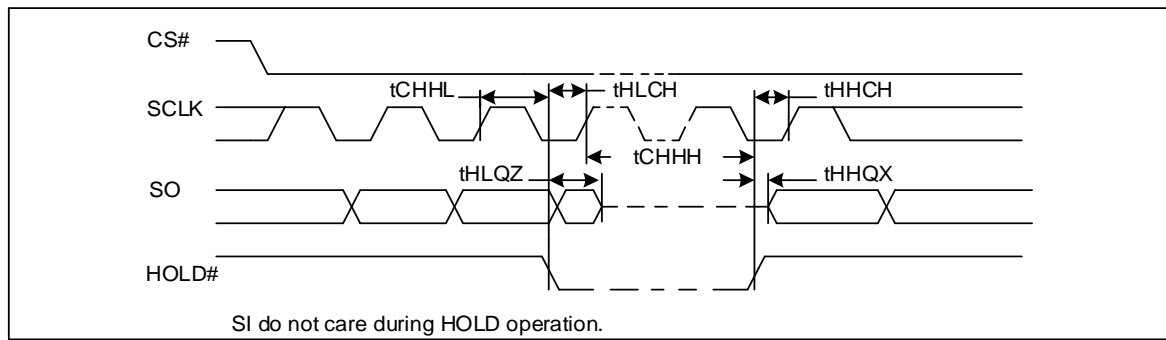 CS#
tCHHL
tHLCH
tHHCH
SCLK
tCHHH
tHLQZ
tHHQX
SO
HOLD#
SI do not care during HOLD operation.